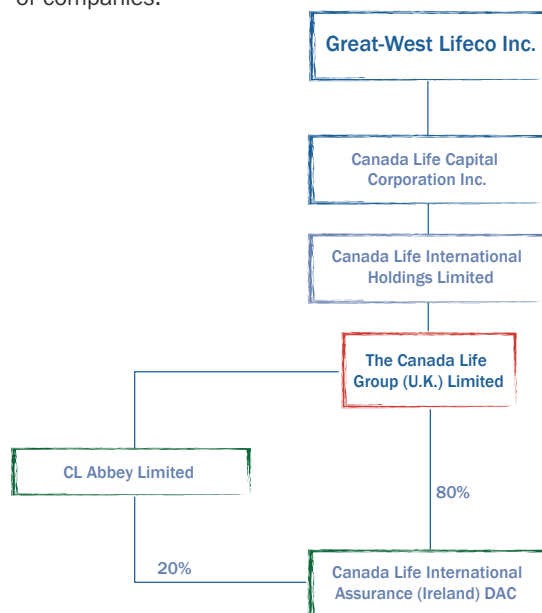 of companies.
Great-West Lifeco Inc.
Canada Life Capital
Corporation Inc.
Canada Life International
Holdings Limited
The Canada Life
Group (U.K.) Limited
CL Abbey Limited
80%
20%
Canada Life International
Assurance (Ireland) DAC